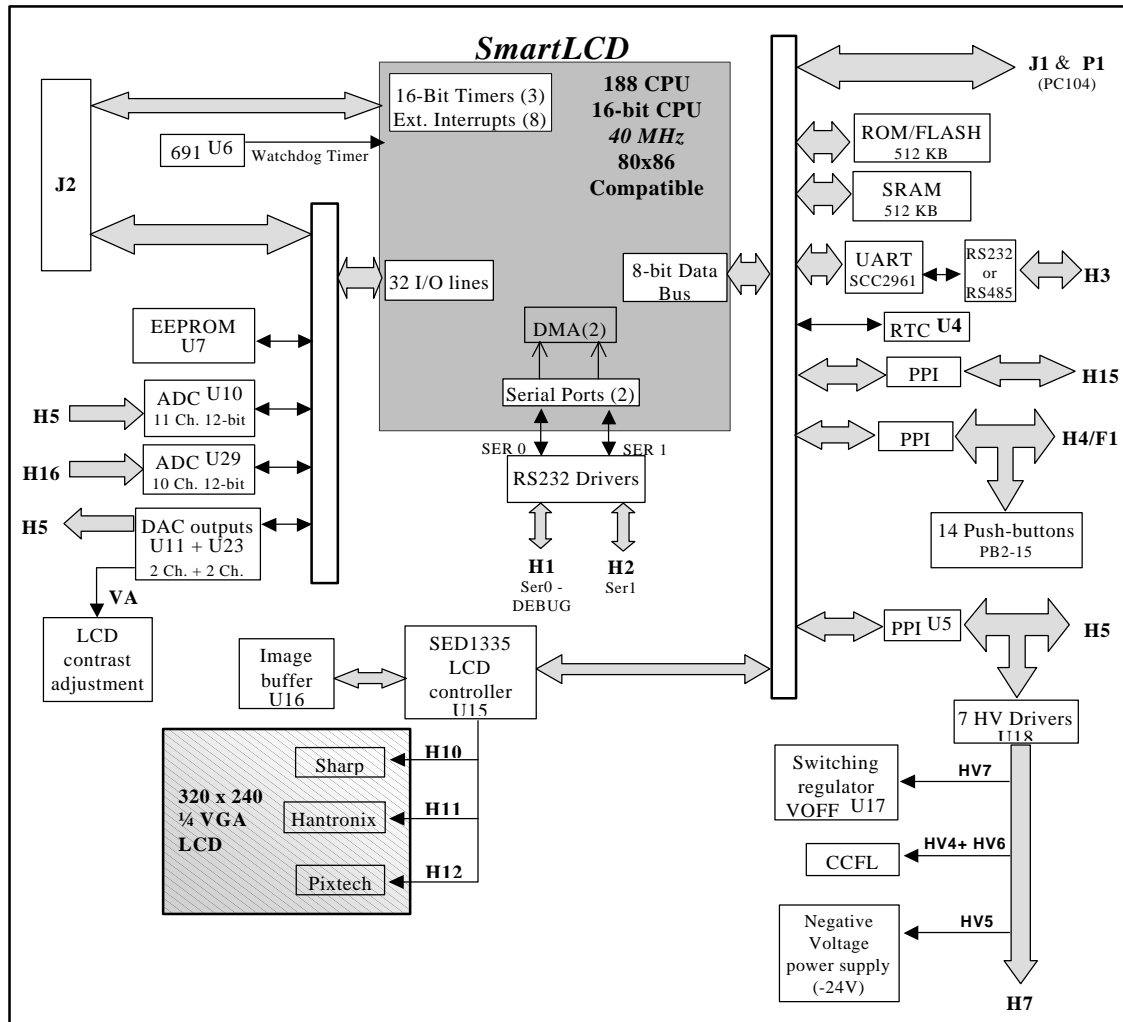 SmartLCD
188 CPU
16-bit CPU
40 MHz
80x86
Compatible
16-Bit Timers (3)
Ext. Interrupts (8)
691 U6
Watchdog Timer
J2
32 I/O lines
8-bit Data
Bus
DMA(2)
Serial Ports (2)
SER 0
SER 1
RS232 Drivers
H1
Ser0 -
DEBUG
H2
Ser1
EEPROM
U7
H5
ADC U10
11 Ch. 12-bit
H16
ADC U29
10 Ch. 12-bit
H5
DAC outputs
U11 + U23
2 Ch. + 2 Ch.
VA
LCD
contrast
adjustment
Image
buffer
U16
SED1335
LCD
controller
U15
320 x 240
¼ VGA
LCD
Sharp
H10
Hantronix
H11
Pixtech
H12
J1 & P1
(PC104)
ROM/FLASH
512 KB
SRAM
512 KB
UART
SCC2961
RS232
or
RS485
H3
RTC U4
PPI
H15
PPI
H4/F1
14 Push-buttons
PB2-15
PPI U5
H5
7 HV Drivers
U18
Switching
regulator
VOFF U17
HV7
CCFL
HV4+ HV6
Negative
Voltage
power supply
(-24V)
HV5
H7